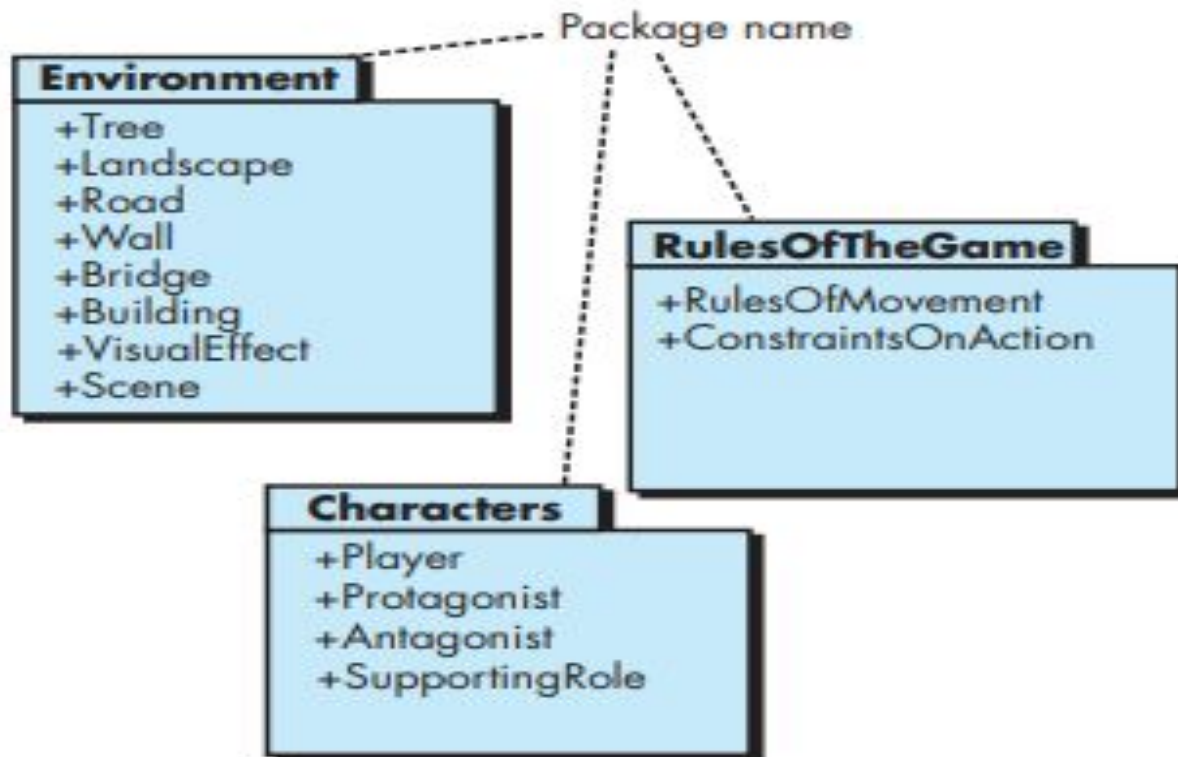 Package name
Environment
+Tree
+Landscape
+Road
+Wall
+Bridge
+Building
+VisualEffect
+Scene
RulesOfTheGame
+RulesOfMovement
+ConstraintsOnAction
Characters
+Player
+Protagonist
+Antagonist
+SupportingRole